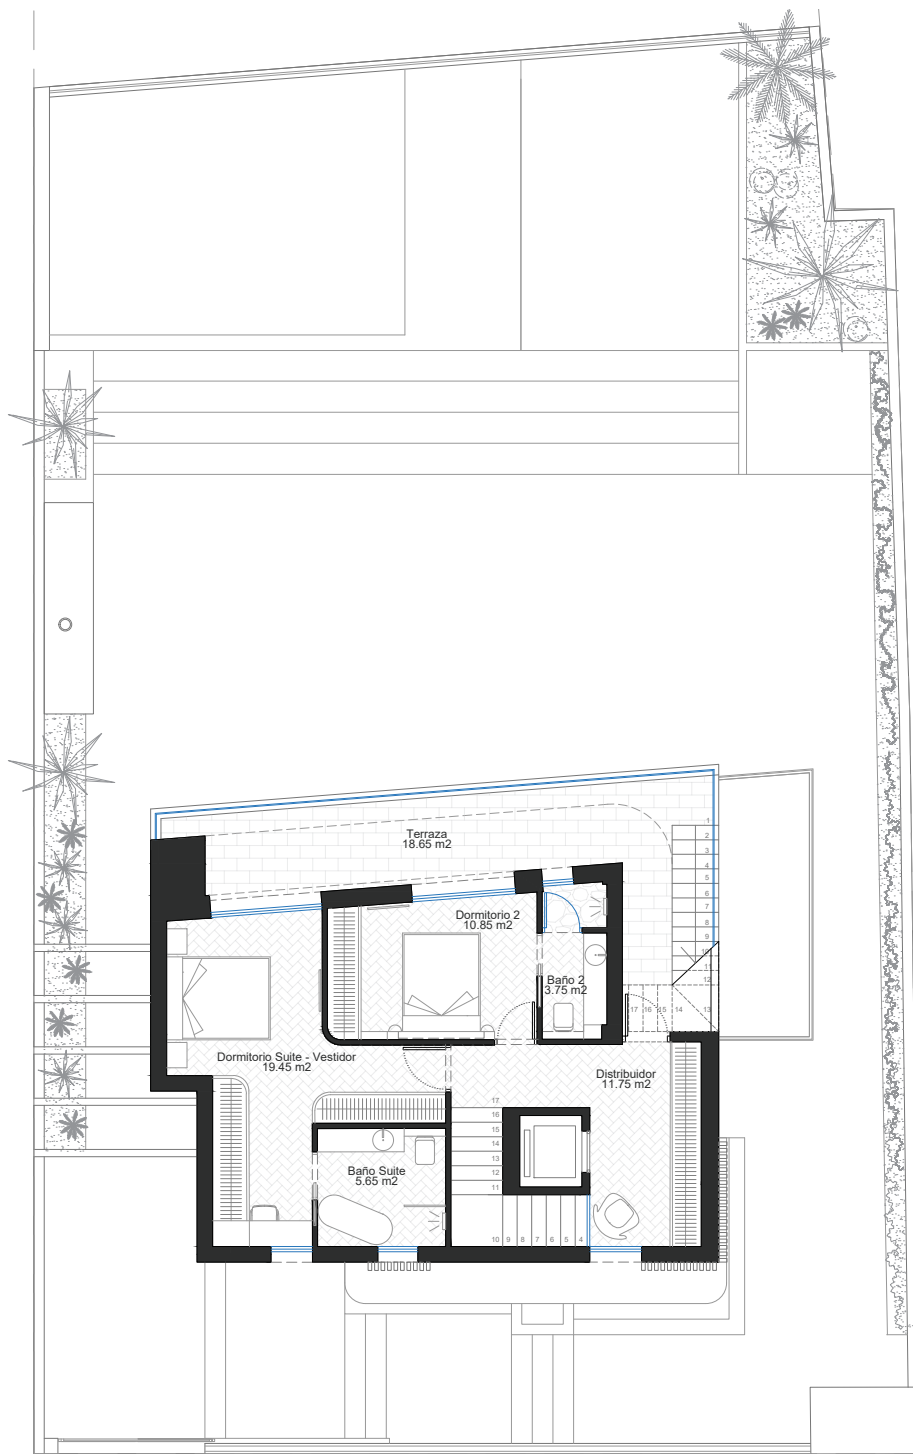 Terraza
18.65 m2
1
2
3
4
5
6
7
8
9
10
11
12
13
14
15
16
17
Dormitorio 2
10.85 m2
Baño 2
3.75 m2
Dormitorio Suite - Vestidor
19.45 m2
Distribuidor
11.75 m2
17
16
15
14
13
12
11
10
9
8
7
6
5
4
Baño Suite
5.65 m2